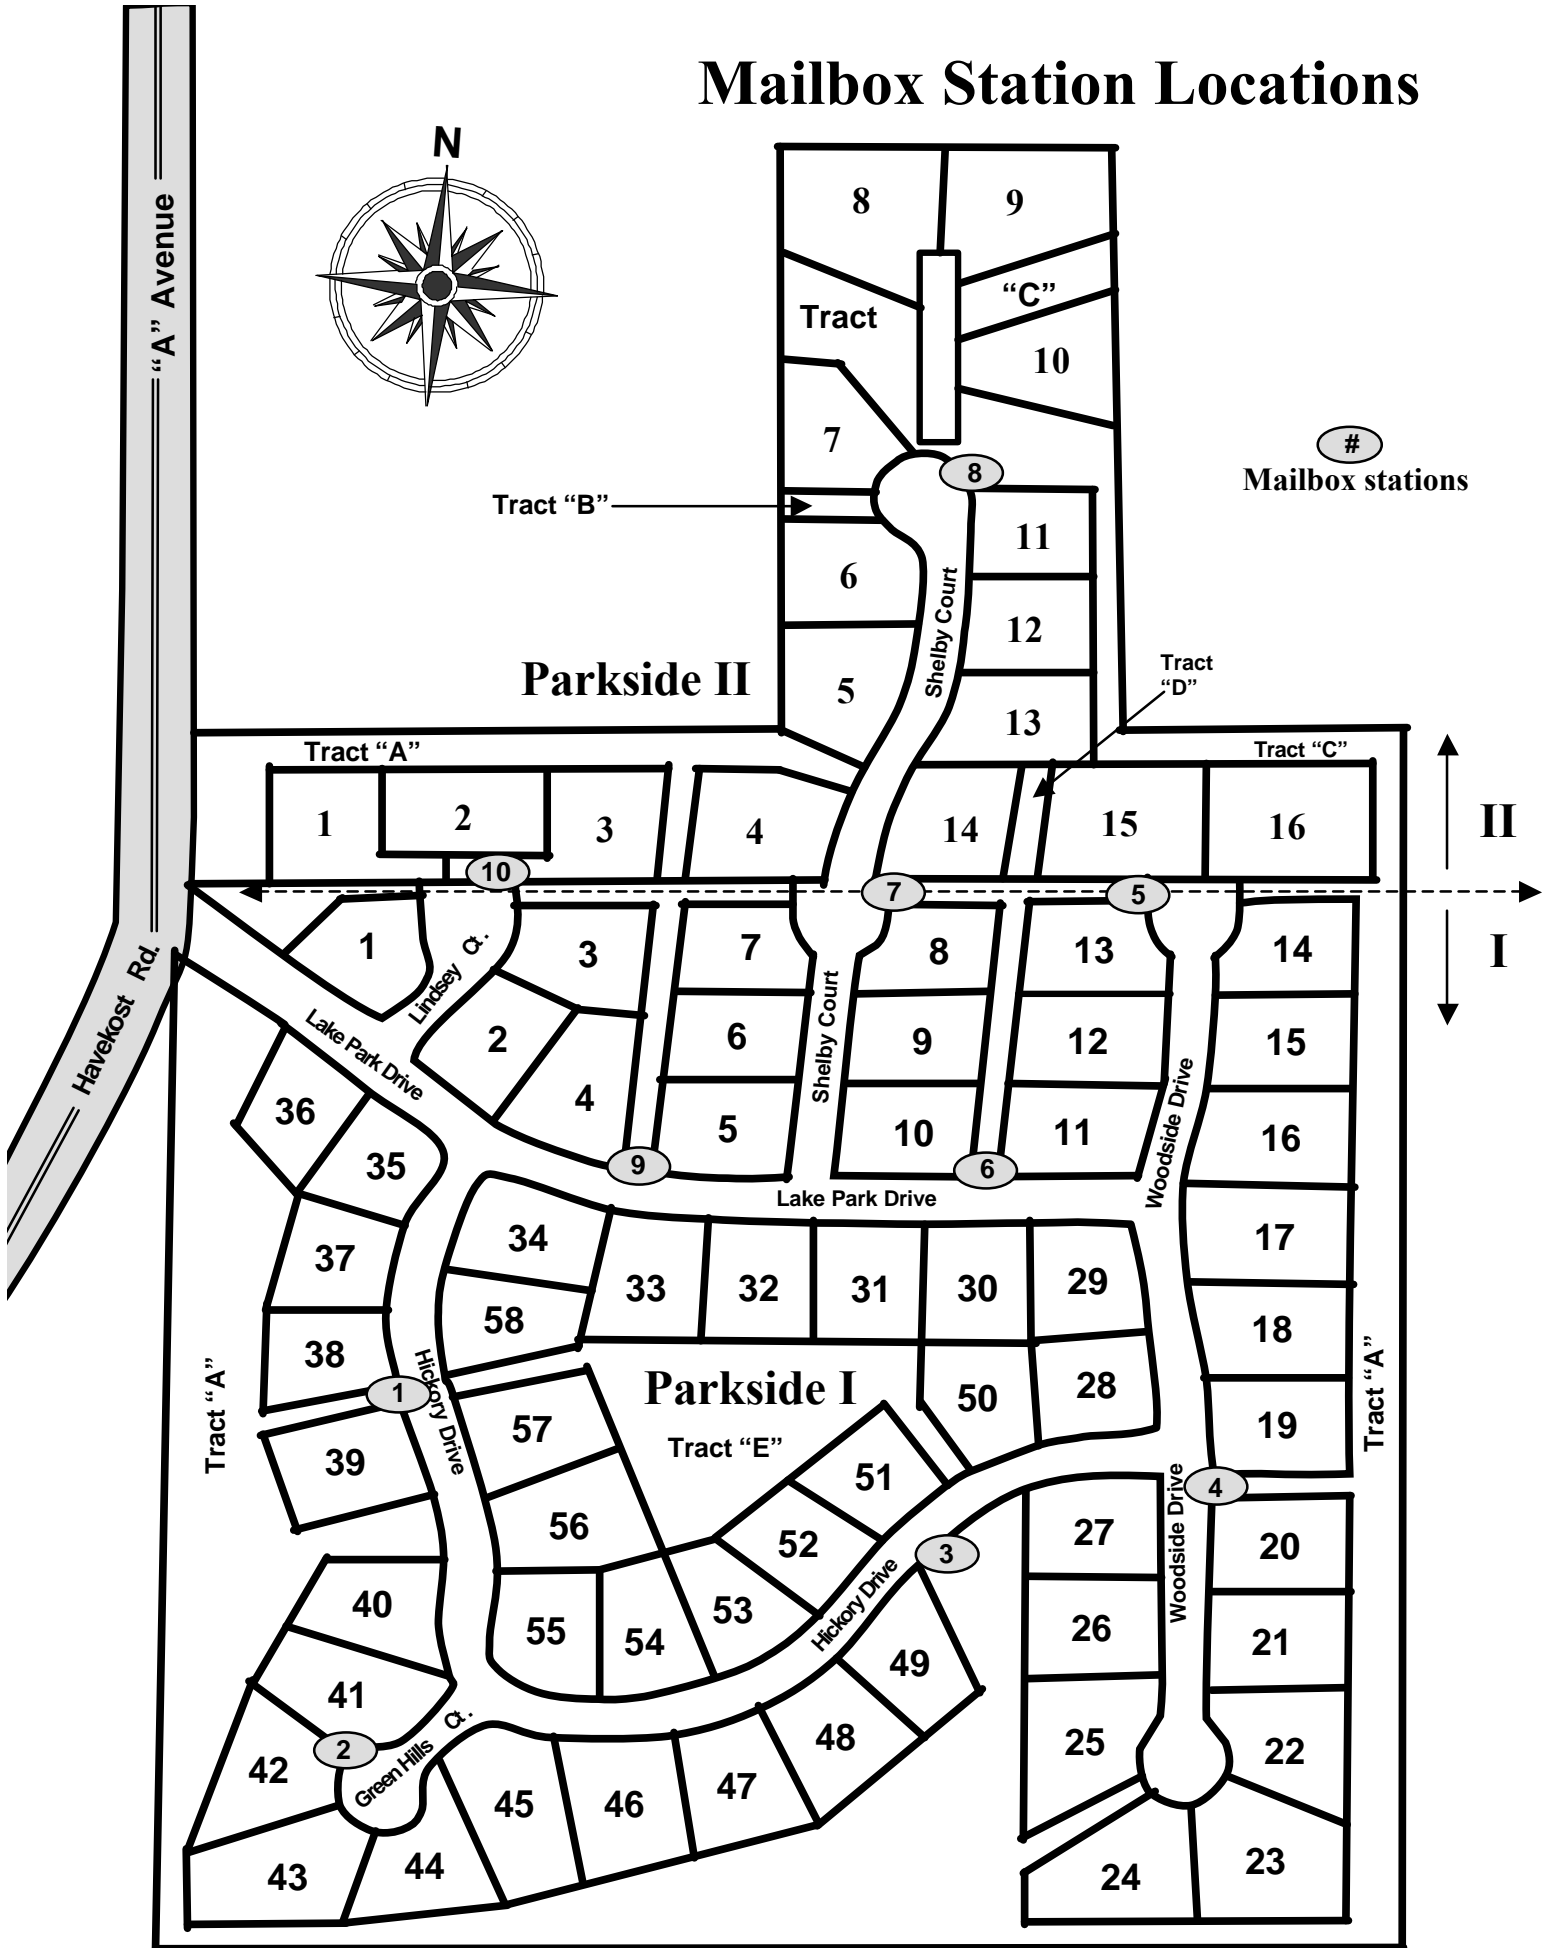 Mailbox Station Locations
N
“A” Avenue
8
9
Tract
“C”
10
7
#
Mailbox stations
8
Tract “B”
11
6
12
Shelby Court
Tract
“D”
Parkside II
5
13
Tract “A”
Tract “C”
1
2
3
4
14
15
16
II
10
7
5
1
3
7
8
13
14
I
Lindsey Ct.
Havekost Rd.
Lake Park Drive
2
6
9
12
15
Shelby Court
4
5
10
11
16
Woodside Drive
36
35
9
6
Lake Park Drive
34
37
17
33
32
31
30
29
58
18
38
Hickory Drive
1
Parkside I
50
28
Tract “A”
Tract “A”
57
Tract “E”
19
39
51
4
56
52
27
20
3
Woodside Drive
40
55
54
53
Hickory Drive
26
21
49
41
Green Hills Ct.
2
42
48
25
22
45
46
47
43
44
24
23